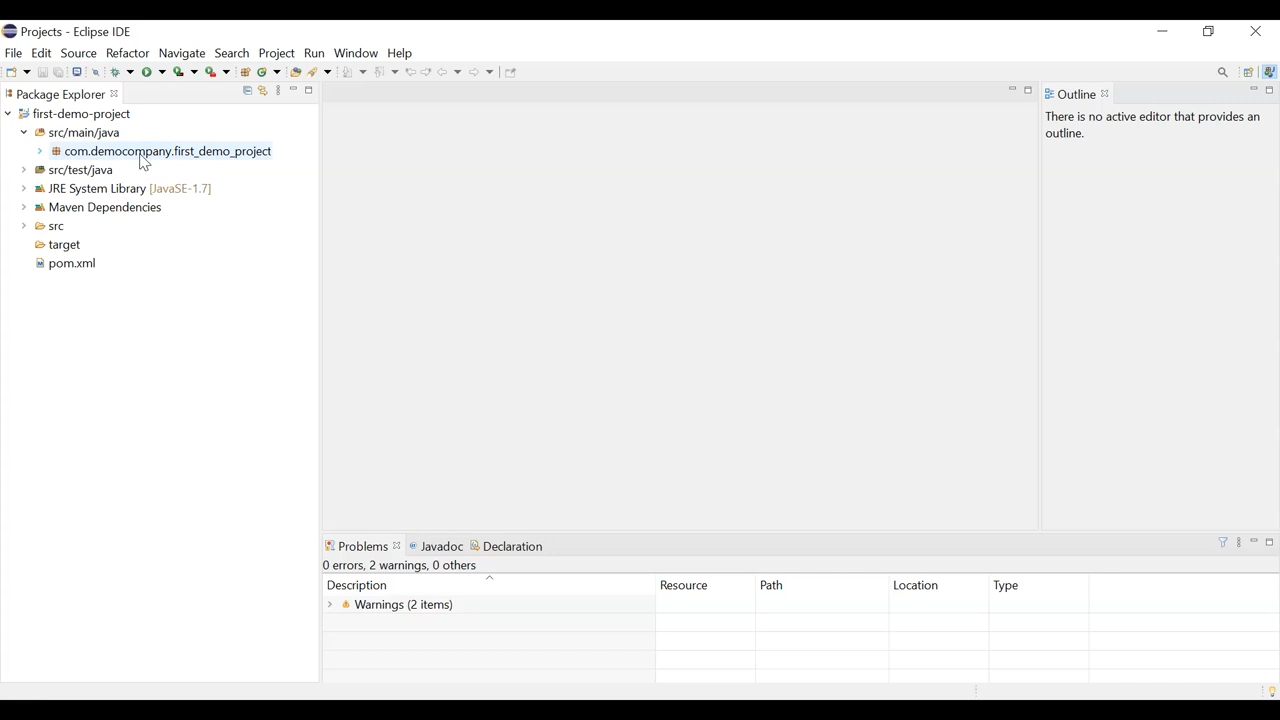 Projects - Eclipse IDE
File Edit Source Refactor Navigate Search Project Run Window Help
Package Explorer
first-demo-project
src/main/java
com.democompany.first_demo_project
src/test/java
JRE System Library [JavaSE-1.7]
Maven Dependencies
src
target
pom.xml
Outline
There is no active editor that provides an
outline.
Problems Javadoc Declaration
0 errors, 2 warnings, 0 others
Description Resource Path Location Type
Warnings (2 items)